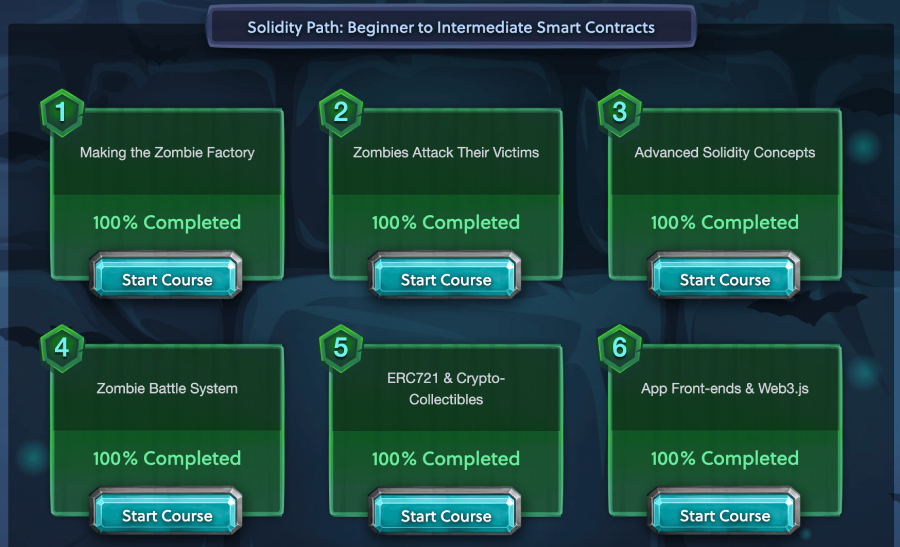 Solidity Path: Beginner to Intermediate Smart Contracts
1
Making the Zombie Factory
100% Completed
Start Course
2
Zombies Attack Their Victims
100% Completed
Start Course
3
Advanced Solidity Concepts
100% Completed
Start Course
4
Zombie Battle System
100% Completed
Start Course
5
ERC721 & Crypto-
Collectibles
100% Completed
Start Course
6
App Front-ends & Web3.js
100% Completed
Start Course